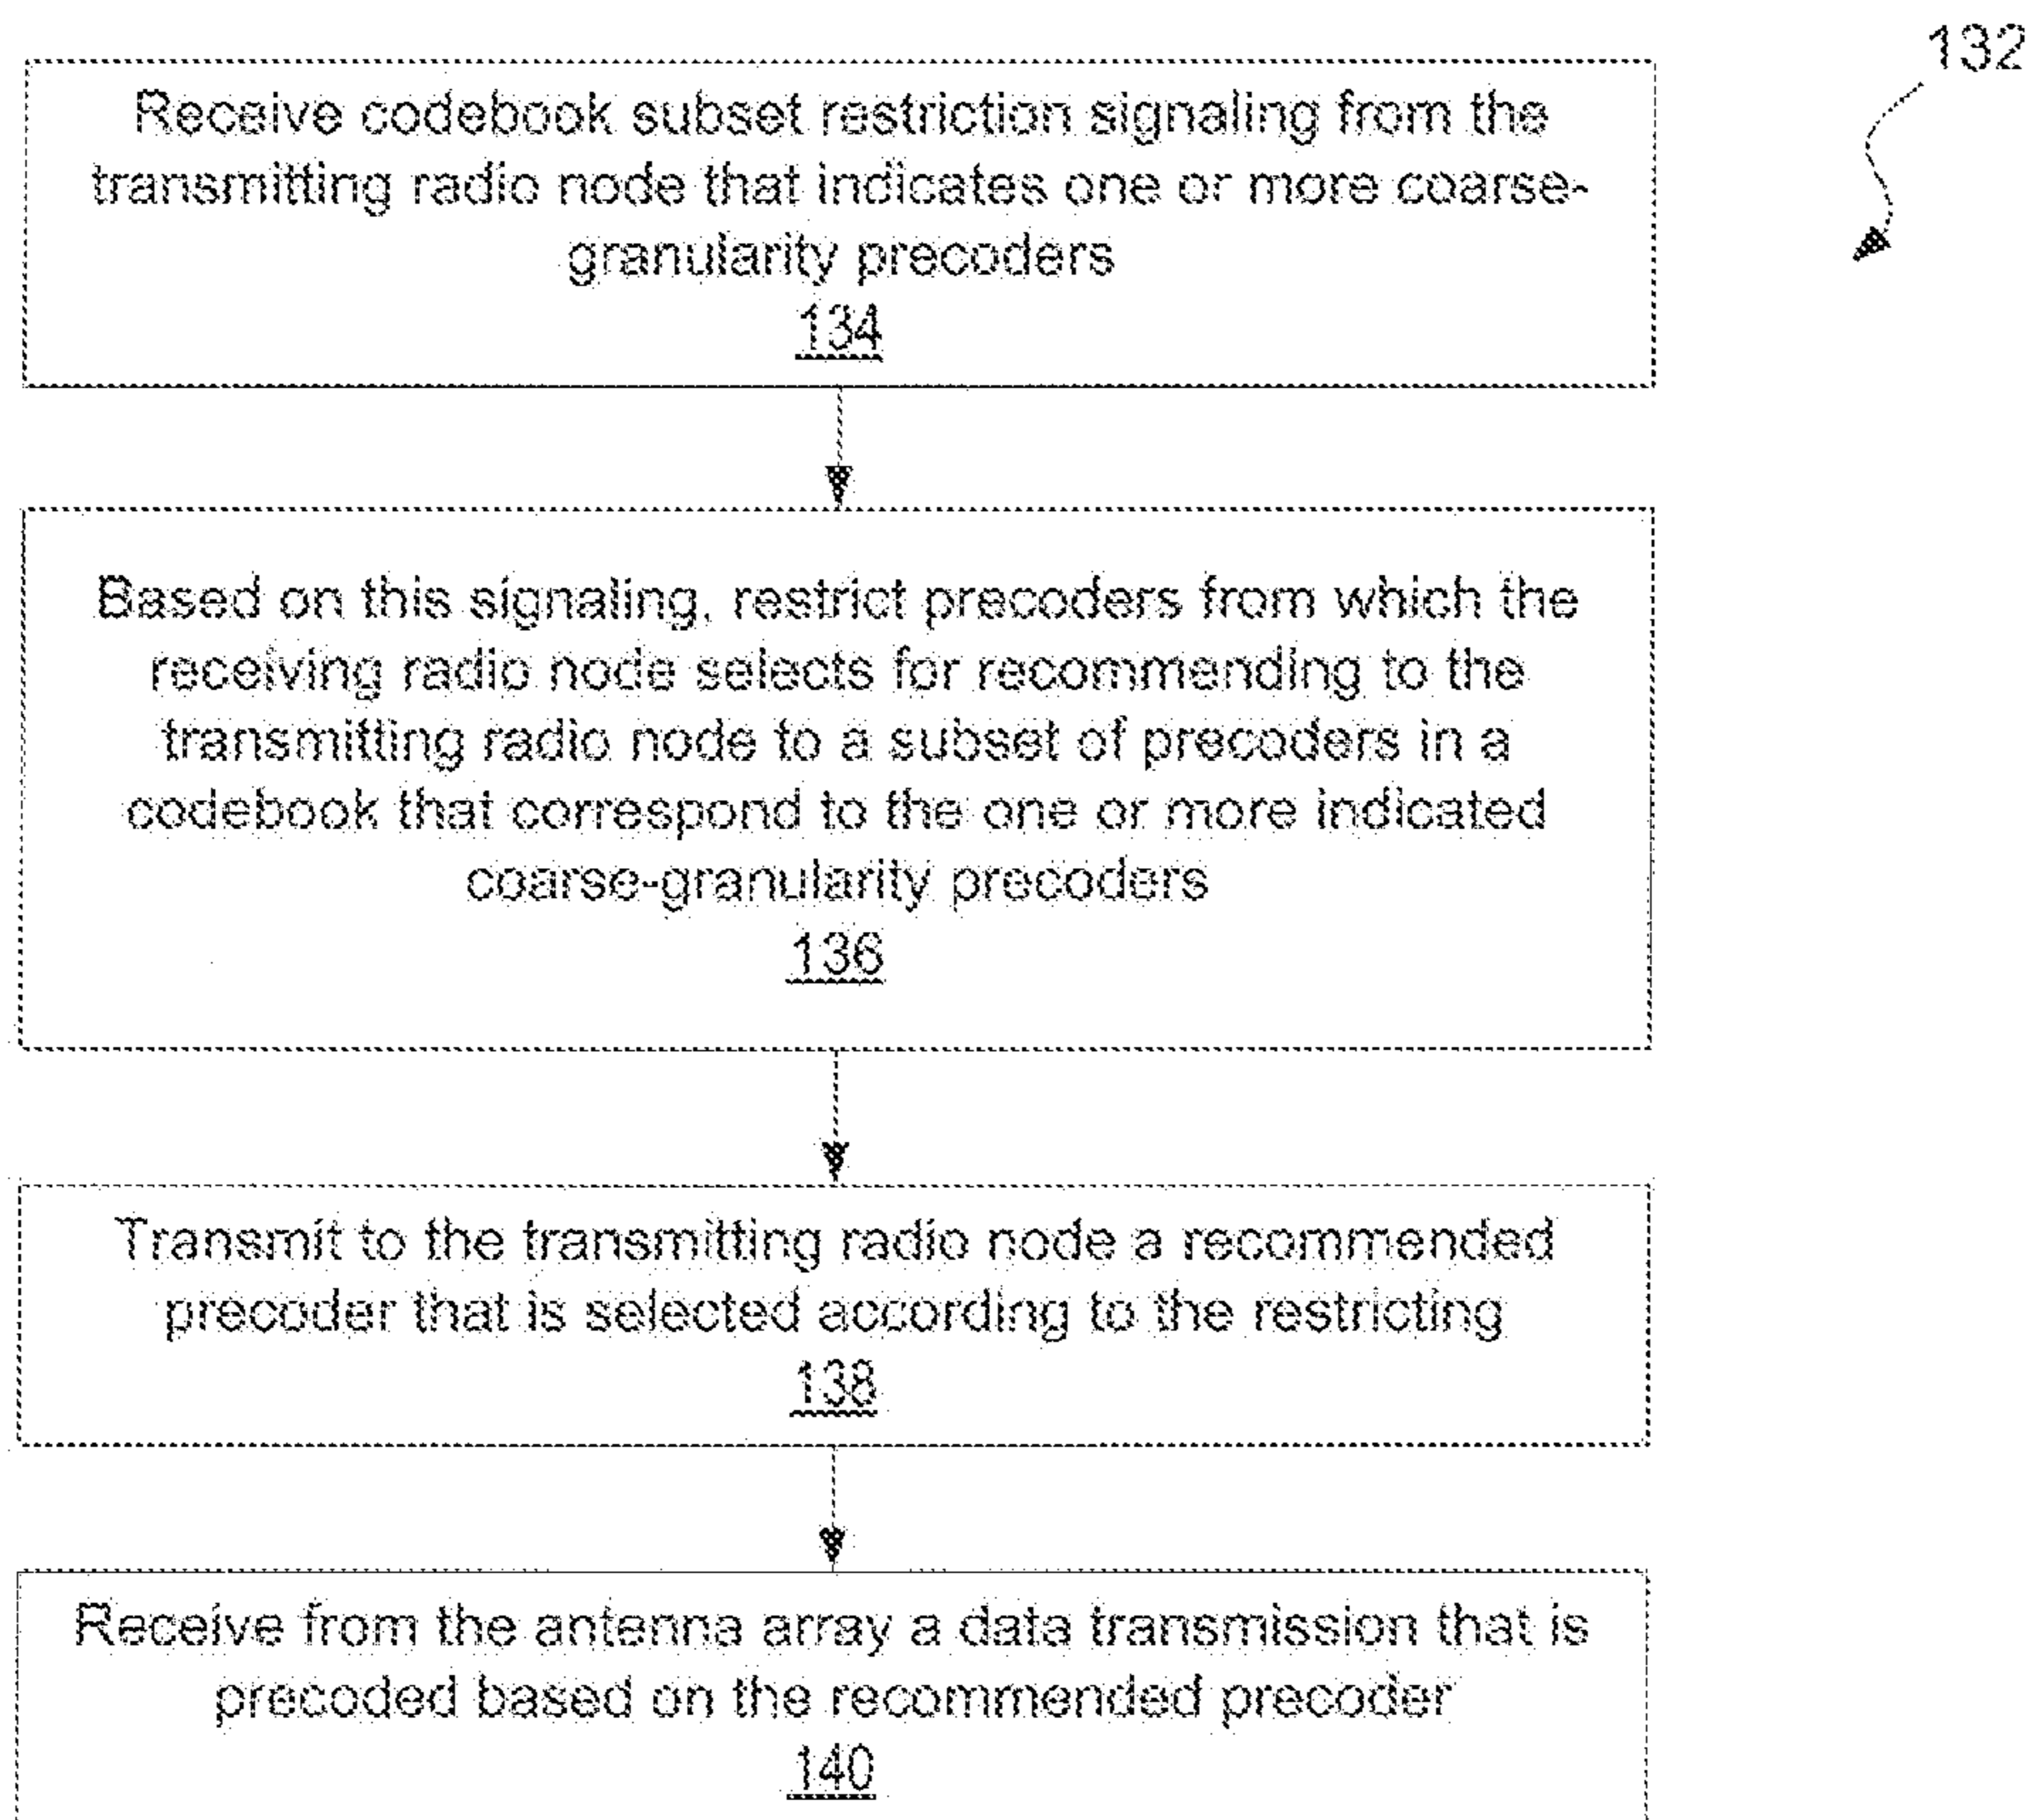 132
Receive codebook subset restriction signaling from the
transmitting radio node that indicates one or more coarse-
granularity precoders
134
Based on this signaling, restrict precoders from which the
receiving radio node selects for recommending to the
transmitting radio node to a subset of precoders in a
codebook that correspond to the one or more indicated
coarse-granularity precoders
136
Transmit to the transmitting radio node a recommended
precoder that is selected according to the restricting
138
Receive from the antenna array a data transmission that is
precoded based on the recommended precoder
140